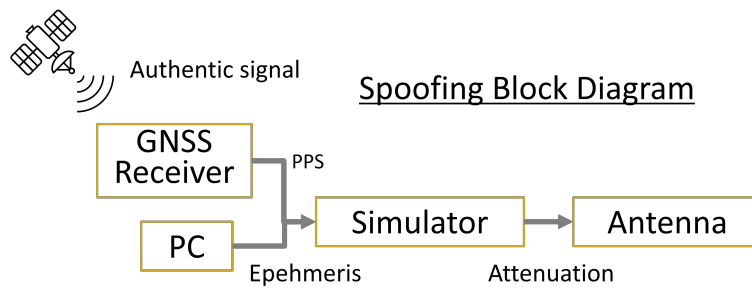 Authentic signal
Spoofing Block Diagram
GNSS
Receiver
PPS
Simulator
Antenna
PC
Epehmeris
Attenuation